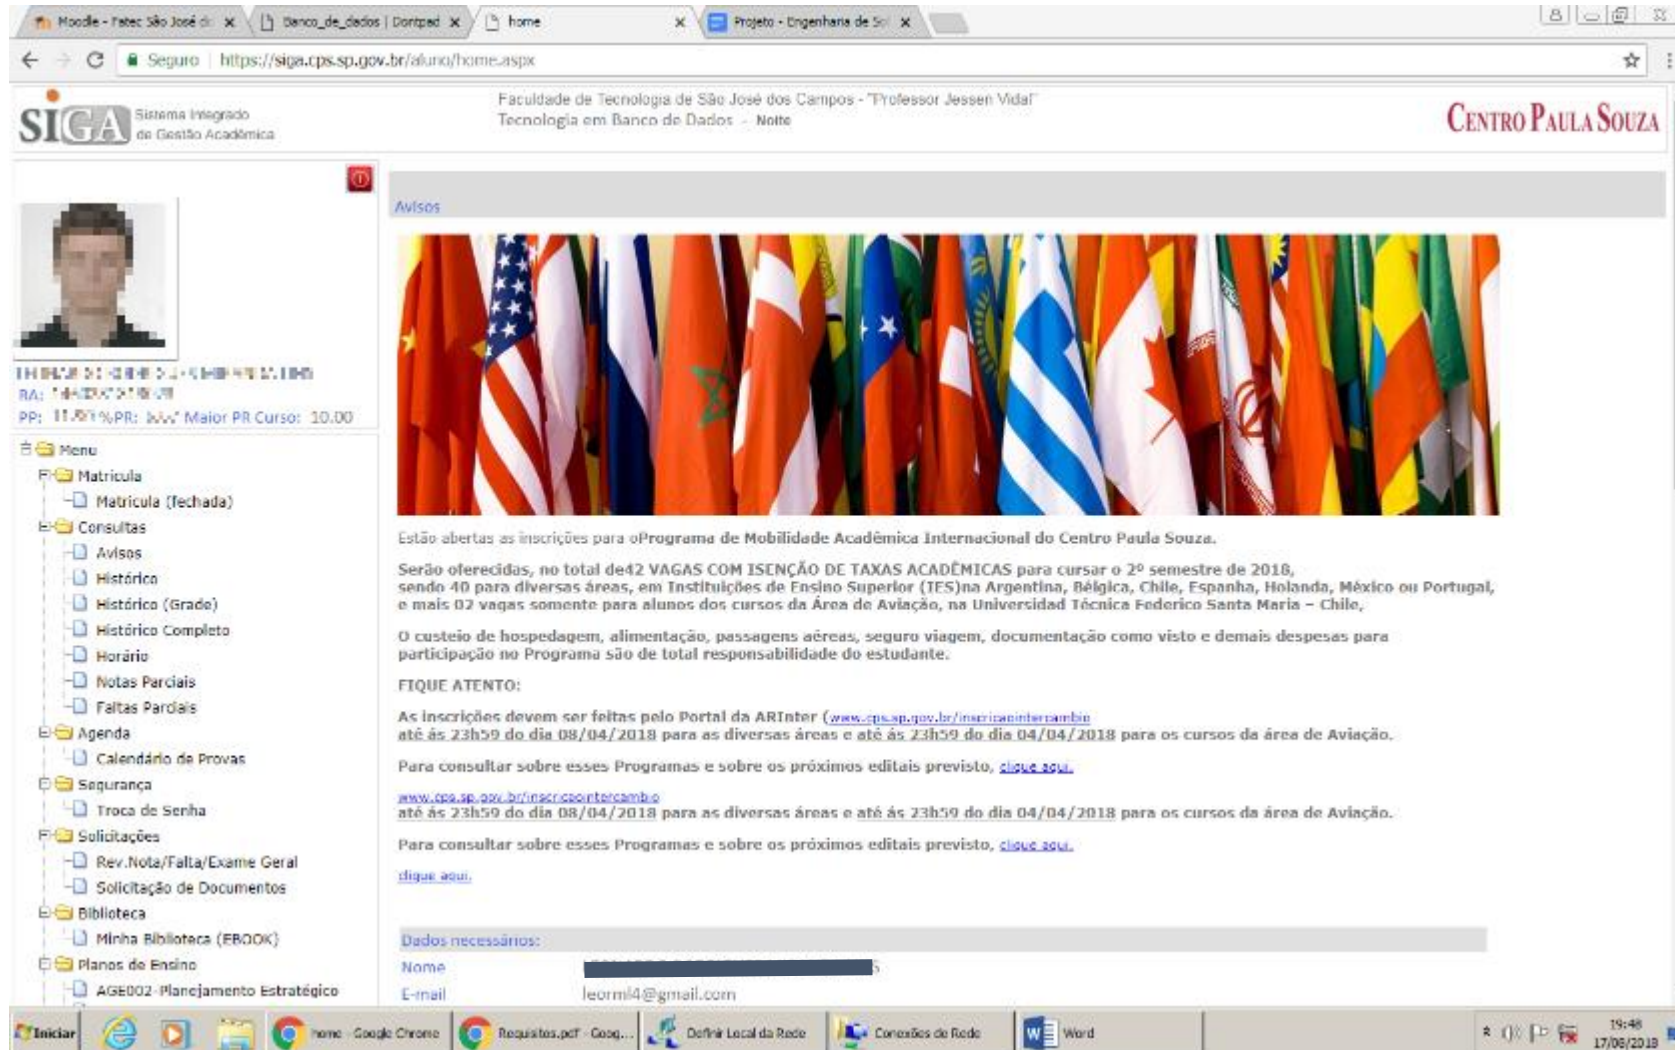 Moodle - Fatec São José do
Banco_de_dados | Dontpad
home
Projeto - Engenharia de Sof
Seguro
https://siga.cps.sp.gov.br/aluno/home.aspx
SIGA
Sistema Integrado
de Gestão Acadêmica
Faculdade de Tecnologia de São José dos Campos - "Professor Jessen Vidal"
Tecnologia em Banco de Dados - Noite
CENTRO PAULA SOUZA
RA:
PP: %PR: Maior PR Curso: 10.00
Menu
Matricula
Matricula (fechada)
Consultas
Avisos
Histórico
Histórico (Grade)
Histórico Completo
Horário
Notas Parciais
Faltas Parciais
Agenda
Calendário de Provas
Segurança
Troca de Senha
Solicitações
Rev.Nota/Falta/Exame Geral
Solicitação de Documentos
Biblioteca
Minha Biblioteca (EBOOK)
Planos de Ensino
AGE002-Planejamento Estratégico
Avisos
Estão abertas as inscrições para oPrograma de Mobilidade Acadêmica Internacional do Centro Paula Souza.
Serão oferecidas, no total de42 VAGAS COM ISENÇÃO DE TAXAS ACADÊMICAS para cursar o 2º semestre de 2018,
sendo 40 para diversas áreas, em Instituições de Ensino Superior (IES)na Argentina, Bélgica, Chile, Espanha, Holanda, México ou Portugal,
e mais 02 vagas somente para alunos dos cursos da Área de Aviação, na Universidad Técnica Federico Santa Maria – Chile,
O custeio de hospedagem, alimentação, passagens aéreas, seguro viagem, documentação como visto e demais despesas para
participação no Programa são de total responsabilidade do estudante.
FIQUE ATENTO:
As inscrições devem ser feitas pelo Portal da ARInter (www.cps.sp.gov.br/inscricaointercambio
até ás 23h59 do dia 08/04/2018 para as diversas áreas e até ás 23h59 do dia 04/04/2018 para os cursos da área de Aviação.
Para consultar sobre esses Programas e sobre os próximos editais previsto, clique aqui.
www.cps.sp.gov.br/inscricaointercambio
até ás 23h59 do dia 08/04/2018 para as diversas áreas e até ás 23h59 do dia 04/04/2018 para os cursos da área de Aviação.
Para consultar sobre esses Programas e sobre os próximos editais previsto, clique aqui.
clique aqui.
Dados necessários:
Nome
E-mail leorml4@gmail.com
Iniciar
home - Google Chrome
Requisitos.pdf - Goog...
Definir Local da Rede
Conexões de Rede
Word
19:48
17/08/2018